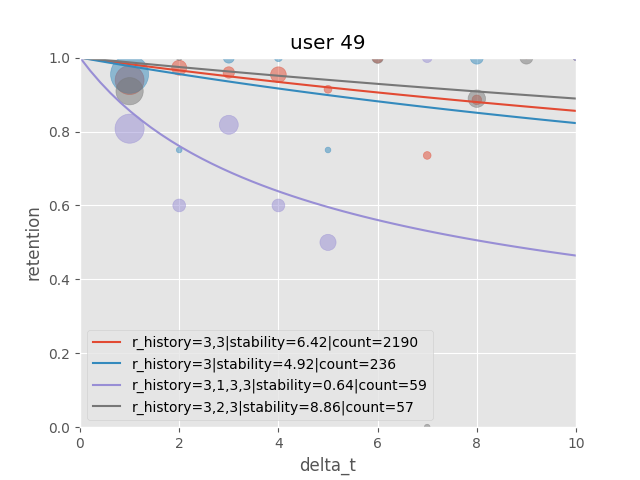 user 49
1.0
0.8
0.6
0.4
0.2
0.0
retention
r_history=3,3|stability=6.42|count=2190
r_history=3|stability=4.92|count=236
r_history=3,1,3,3|stability=0.64|count=59
r_history=3,2,3|stability=8.86|count=57
0 2 4 6 8 10
delta_t